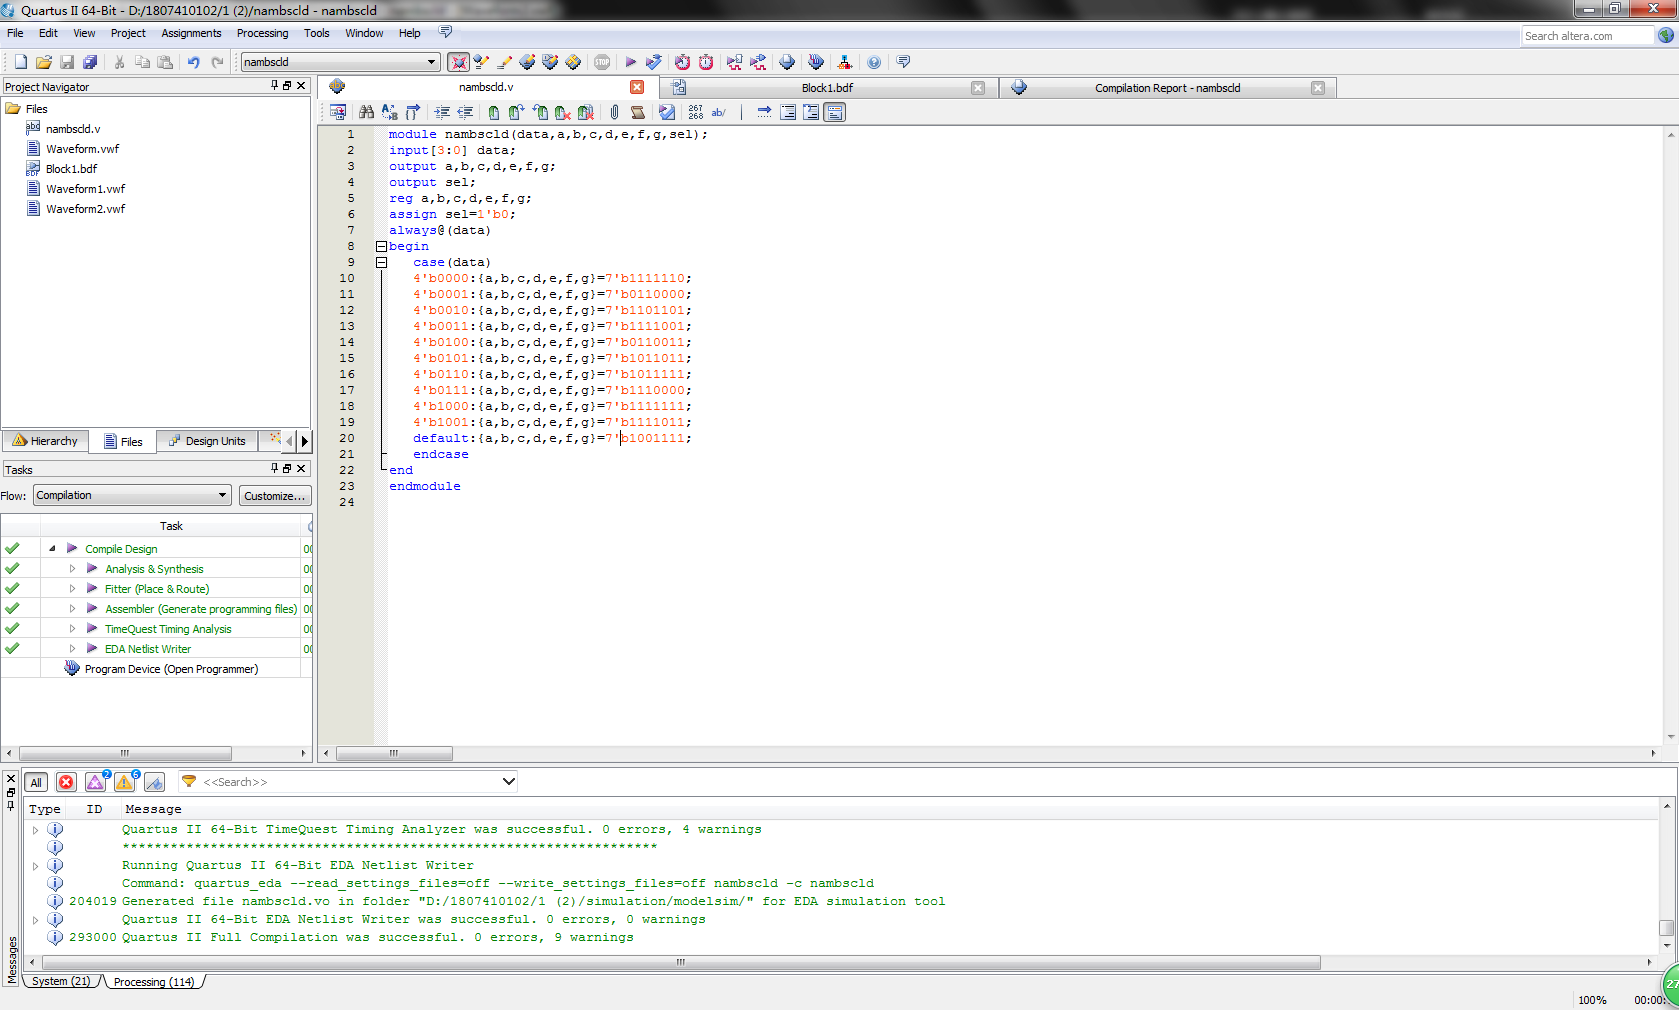 Quartus II 64-Bit - D:/1807410102/1 (2)/nambscld - nambscld
File Edit View Project Assignments Processing Tools Window Help
Search altera.com
nambscld
Project Navigator
Files
nambscld.v
Waveform.vwf
Block1.bdf
Waveform1.vwf
Waveform2.vwf
Hierarchy Files Design Units
Tasks
Flow: Compilation Customize...
Task
Compile Design 00
Analysis & Synthesis 00
Fitter (Place & Route) 00
Assembler (Generate programming files) 00
TimeQuest Timing Analysis 00
EDA Netlist Writer 00
Program Device (Open Programmer)
nambscld.v Block1.bdf Compilation Report - nambscld
267
268 ab/
1 module nambscld(data,a,b,c,d,e,f,g,sel);
2 input[3:0] data;
3 output a,b,c,d,e,f,g;
4 output sel;
5 reg a,b,c,d,e,f,g;
6 assign sel=1'b0;
7 always@(data)
8 begin
9 case(data)
10 4'b0000:{a,b,c,d,e,f,g}=7'b1111110;
11 4'b0001:{a,b,c,d,e,f,g}=7'b0110000;
12 4'b0010:{a,b,c,d,e,f,g}=7'b1101101;
13 4'b0011:{a,b,c,d,e,f,g}=7'b1111001;
14 4'b0100:{a,b,c,d,e,f,g}=7'b0110011;
15 4'b0101:{a,b,c,d,e,f,g}=7'b1011011;
16 4'b0110:{a,b,c,d,e,f,g}=7'b1011111;
17 4'b0111:{a,b,c,d,e,f,g}=7'b1110000;
18 4'b1000:{a,b,c,d,e,f,g}=7'b1111111;
19 4'b1001:{a,b,c,d,e,f,g}=7'b1111011;
20 default:{a,b,c,d,e,f,g}=7'b1001111;
21 endcase
22 end
23 endmodule
24
All 2 6 <<Search>>
Type ID Message
Quartus II 64-Bit TimeQuest Timing Analyzer was successful. 0 errors, 4 warnings
*******************************************************************
Running Quartus II 64-Bit EDA Netlist Writer
Command: quartus_eda --read_settings_files=off --write_settings_files=off nambscld -c nambscld
204019 Generated file nambscld.vo in folder "D:/1807410102/1 (2)/simulation/modelsim/" for EDA simulation tool
Quartus II 64-Bit EDA Netlist Writer was successful. 0 errors, 0 warnings
293000 Quartus II Full Compilation was successful. 0 errors, 9 warnings
Messages
System (21) Processing (114)
100% 00:00:
27